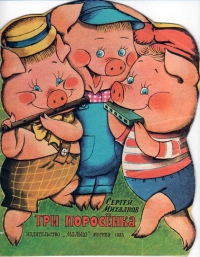 СЕРГЕЙ
МИХАЛКОВ
ТРИ ПОРОСЁНКА
ИЗДАТЕЛЬСТВО „МАЛЫШ” МОСКВА